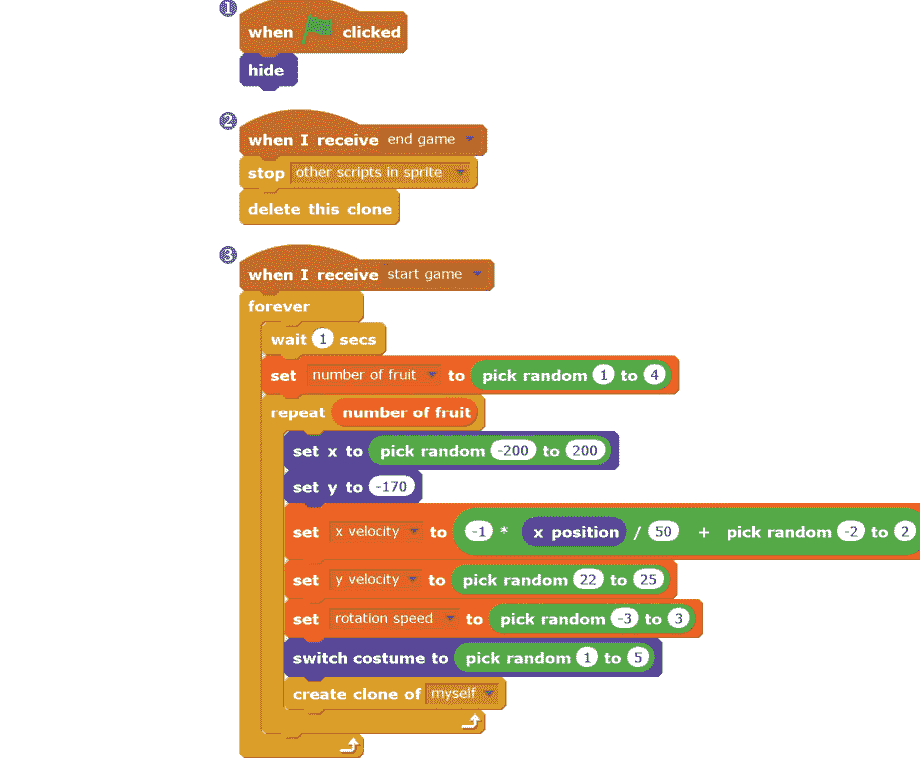 1
when clicked
hide
2
when I receive end game
stop other scripts in sprite
delete this clone
3
when I receive start game
forever
wait 1 secs
set number of fruit to pick random 1 to 4
repeat number of fruit
set x to pick random -200 to 200
set y to -170
set x velocity to -1 * x position / 50 + pick random -2 to 2
set y velocity to pick random 22 to 25
set rotation speed to pick random -3 to 3
switch costume to pick random 1 to 5
create clone of myself